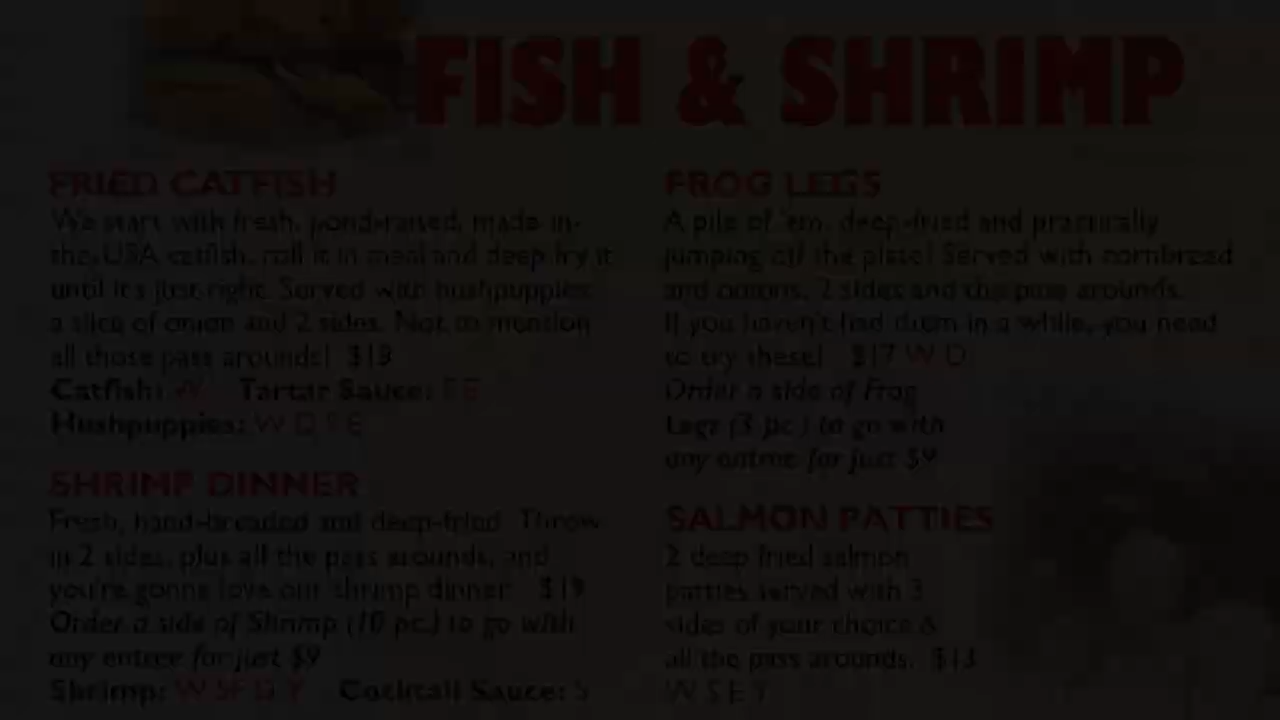 FISH & SHRIMP
FRIED CATFISH
We start with fresh, pond-raised, made-in-
the-USA catfish, roll it in meal and deep-fry it
until it's just right. Served with hushpuppies,
a slice of onion and 2 sides. Not to mention
all those pass arounds!
Catfish: W Tartar Sauce:
Hushpuppies: W D
SHRIMP DINNER
Fresh, hand-breaded and deep-fried. Throw
in 2 sides, plus all the pass arounds, and
you're gonna love our shrimp dinner.
Order a side of Shrimp (10 pc.) to go with
any entree for just $9
Shrimp: W SF D Y Cocktail Sauce: S
FROG LEGS
A pile of 'em, deep-fried and practically
jumping off the plate! Served with cornbread
and onions, 2 sides and the pass arounds.
If you haven't had them in a while, you need
to try these! $17 W D
Order a side of Frog
Legs (3 pc.) to go with
any entree for just $9
SALMON PATTIES
2 deep fried salmon
patties served with 3
sides of your choice &
all the pass arounds. $13
W S E Y